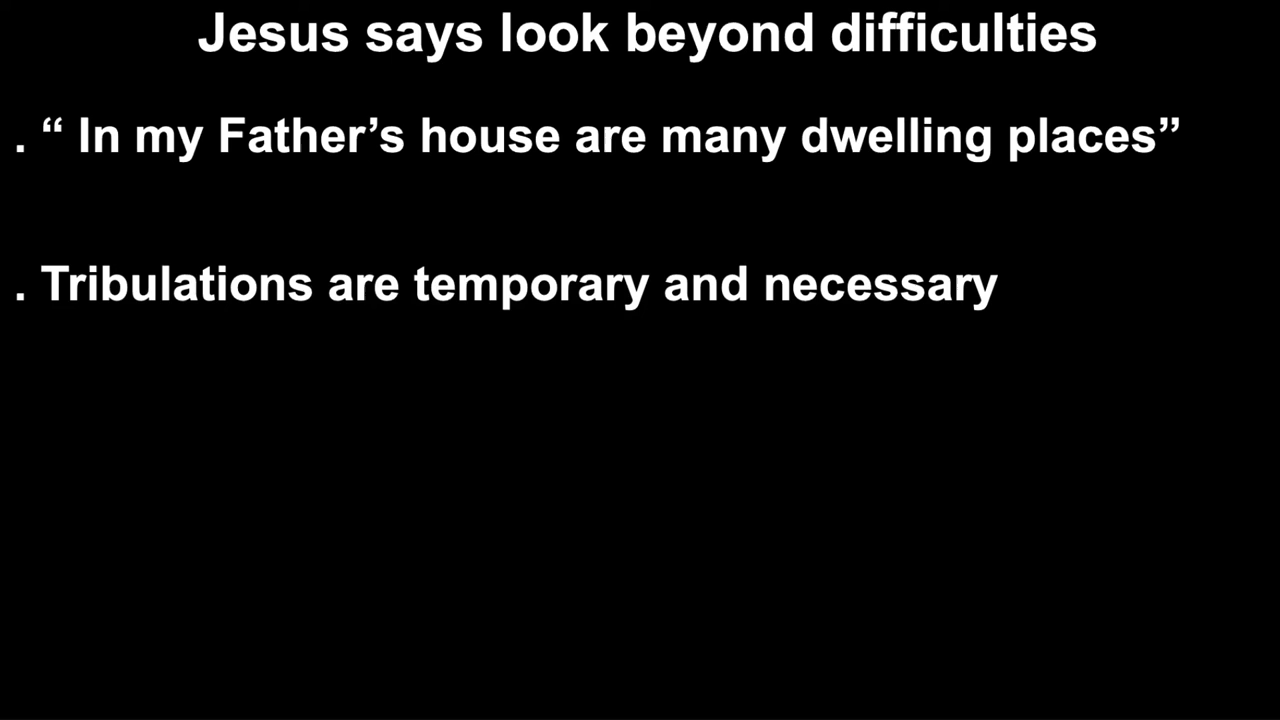 Jesus says look beyond difficulties
. “ In my Father’s house are many dwelling places”
. Tribulations are temporary and necessary